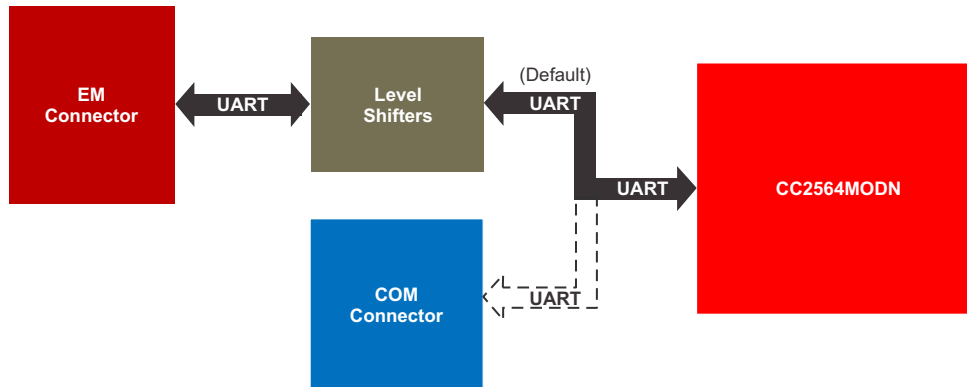 EM
Connector
UART
Level
Shifters
(Default)
UART
UART
CC2564MODN
COM
Connector
UART